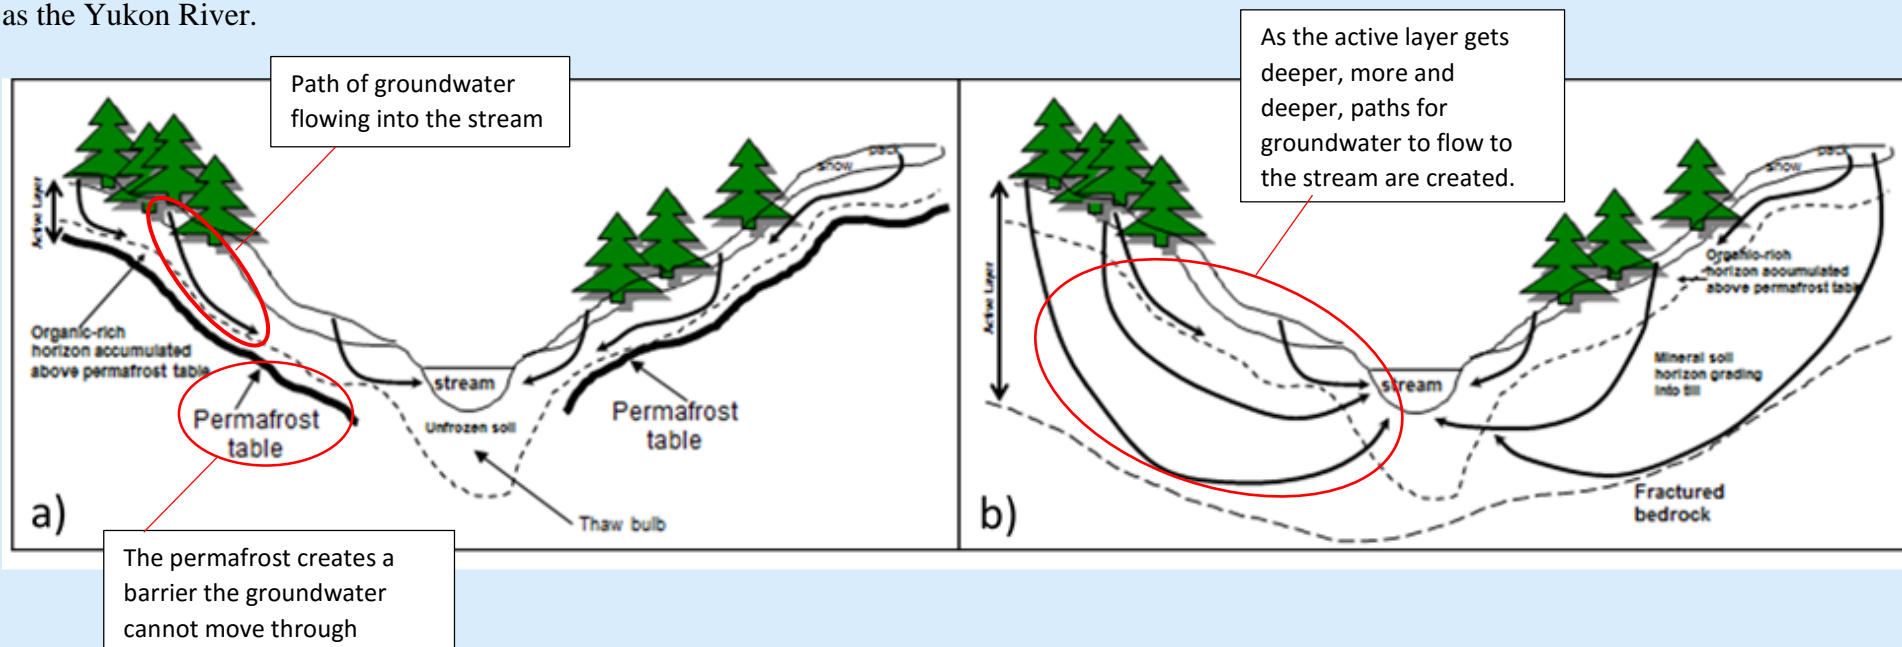 as the Yukon River.
Path of groundwater
flowing into the stream
As the active layer gets
deeper, more and
deeper, paths for
groundwater to flow to
the stream are created.
Active Layer
snow pack
Organic-rich
horizon accumulated
above permafrost table
Permafrost
table
stream
Unfrozen soil
Thaw bulb
Permafrost
table
a)
The permafrost creates a
barrier the groundwater
cannot move through
Active Layer
snow pack
Organic-rich
horizon accumulated
above permafrost table
Mineral soil
horizon grading
into till
stream
Fractured
bedrock
b)